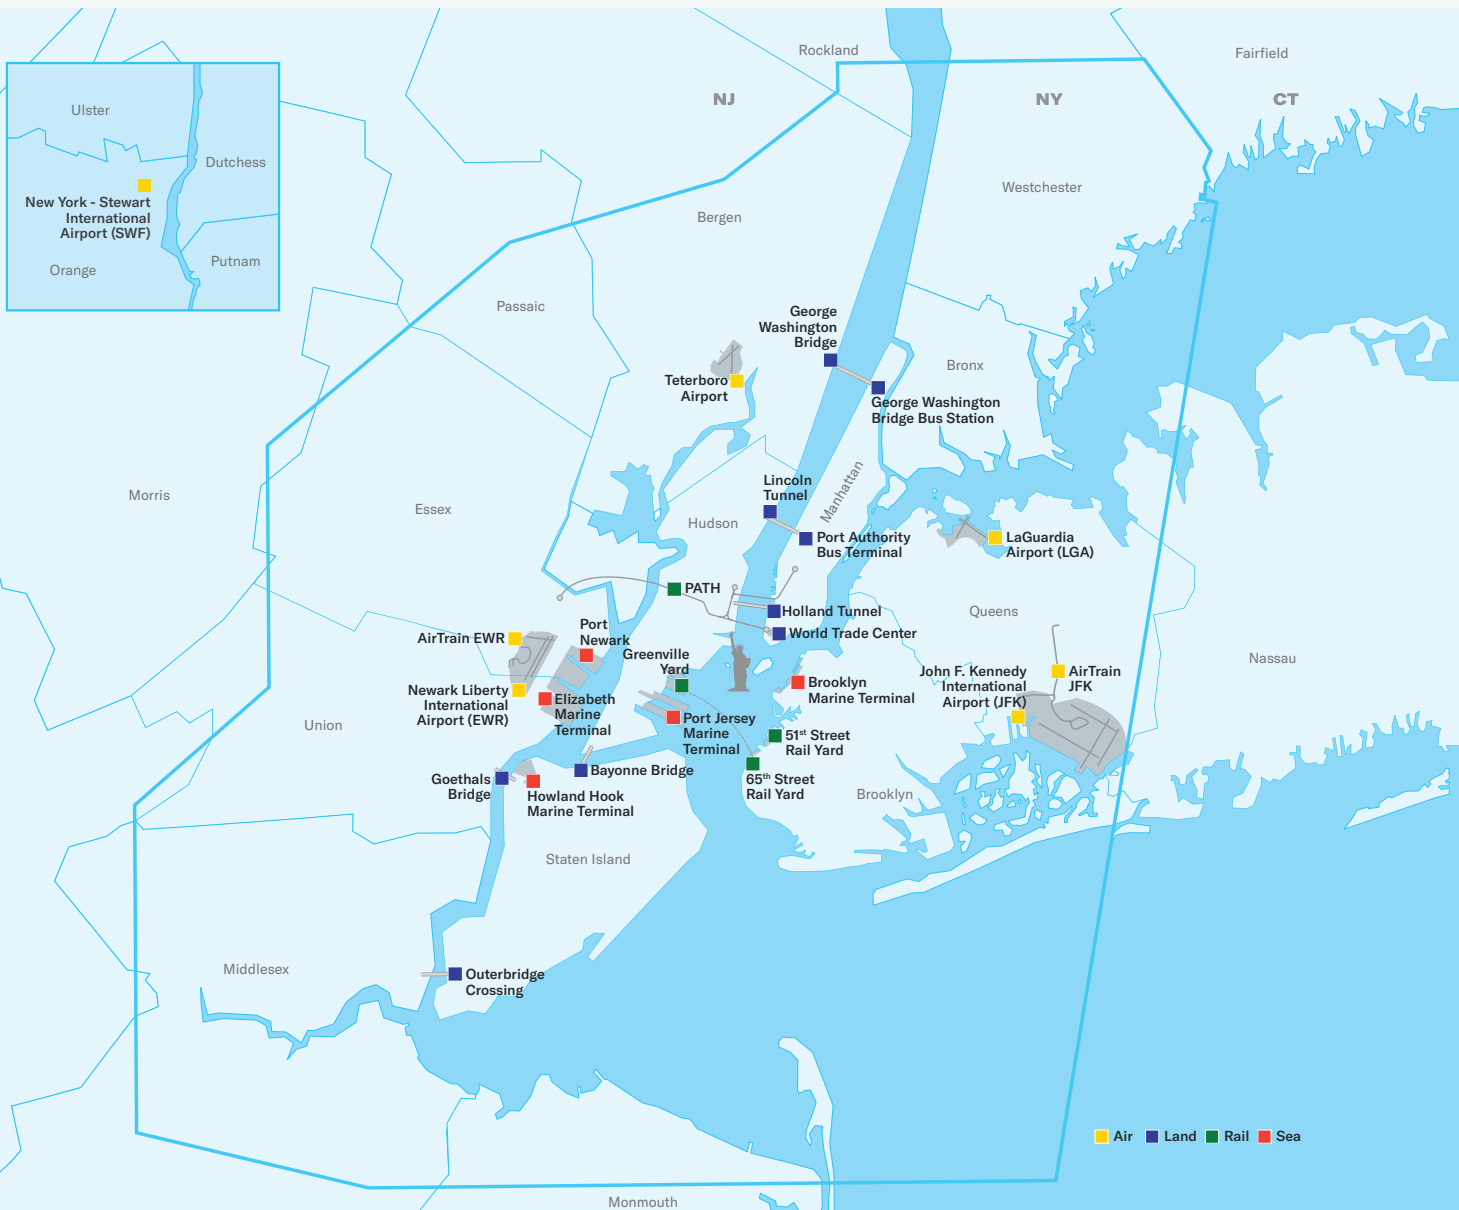 Rockland
Fairfield
NJ
NY
CT
Ulster
Dutchess
New York - Stewart
International
Airport (SWF)
Orange
Putnam
Westchester
Bergen
Passaic
George
Washington
Bridge
Bronx
Teterboro
Airport
George Washington
Bridge Bus Station
Morris
Essex
Lincoln
Tunnel
Manhattan
Hudson
Port Authority
Bus Terminal
LaGuardia
Airport (LGA)
PATH
Holland Tunnel
Queens
World Trade Center
AirTrain EWR
Port
Newark
Greenville
Yard
Nassau
John F. Kennedy
International
Airport (JFK)
AirTrain
JFK
Newark Liberty
International
Airport (EWR)
Elizabeth
Marine
Terminal
Brooklyn
Marine Terminal
Port Jersey
Marine
Terminal
Union
51st Street
Rail Yard
Goethals
Bridge
Bayonne Bridge
65th Street
Rail Yard
Howland Hook
Marine Terminal
Brooklyn
Staten Island
Middlesex
Outerbridge
Crossing
Air
Land
Rail
Sea
Monmouth